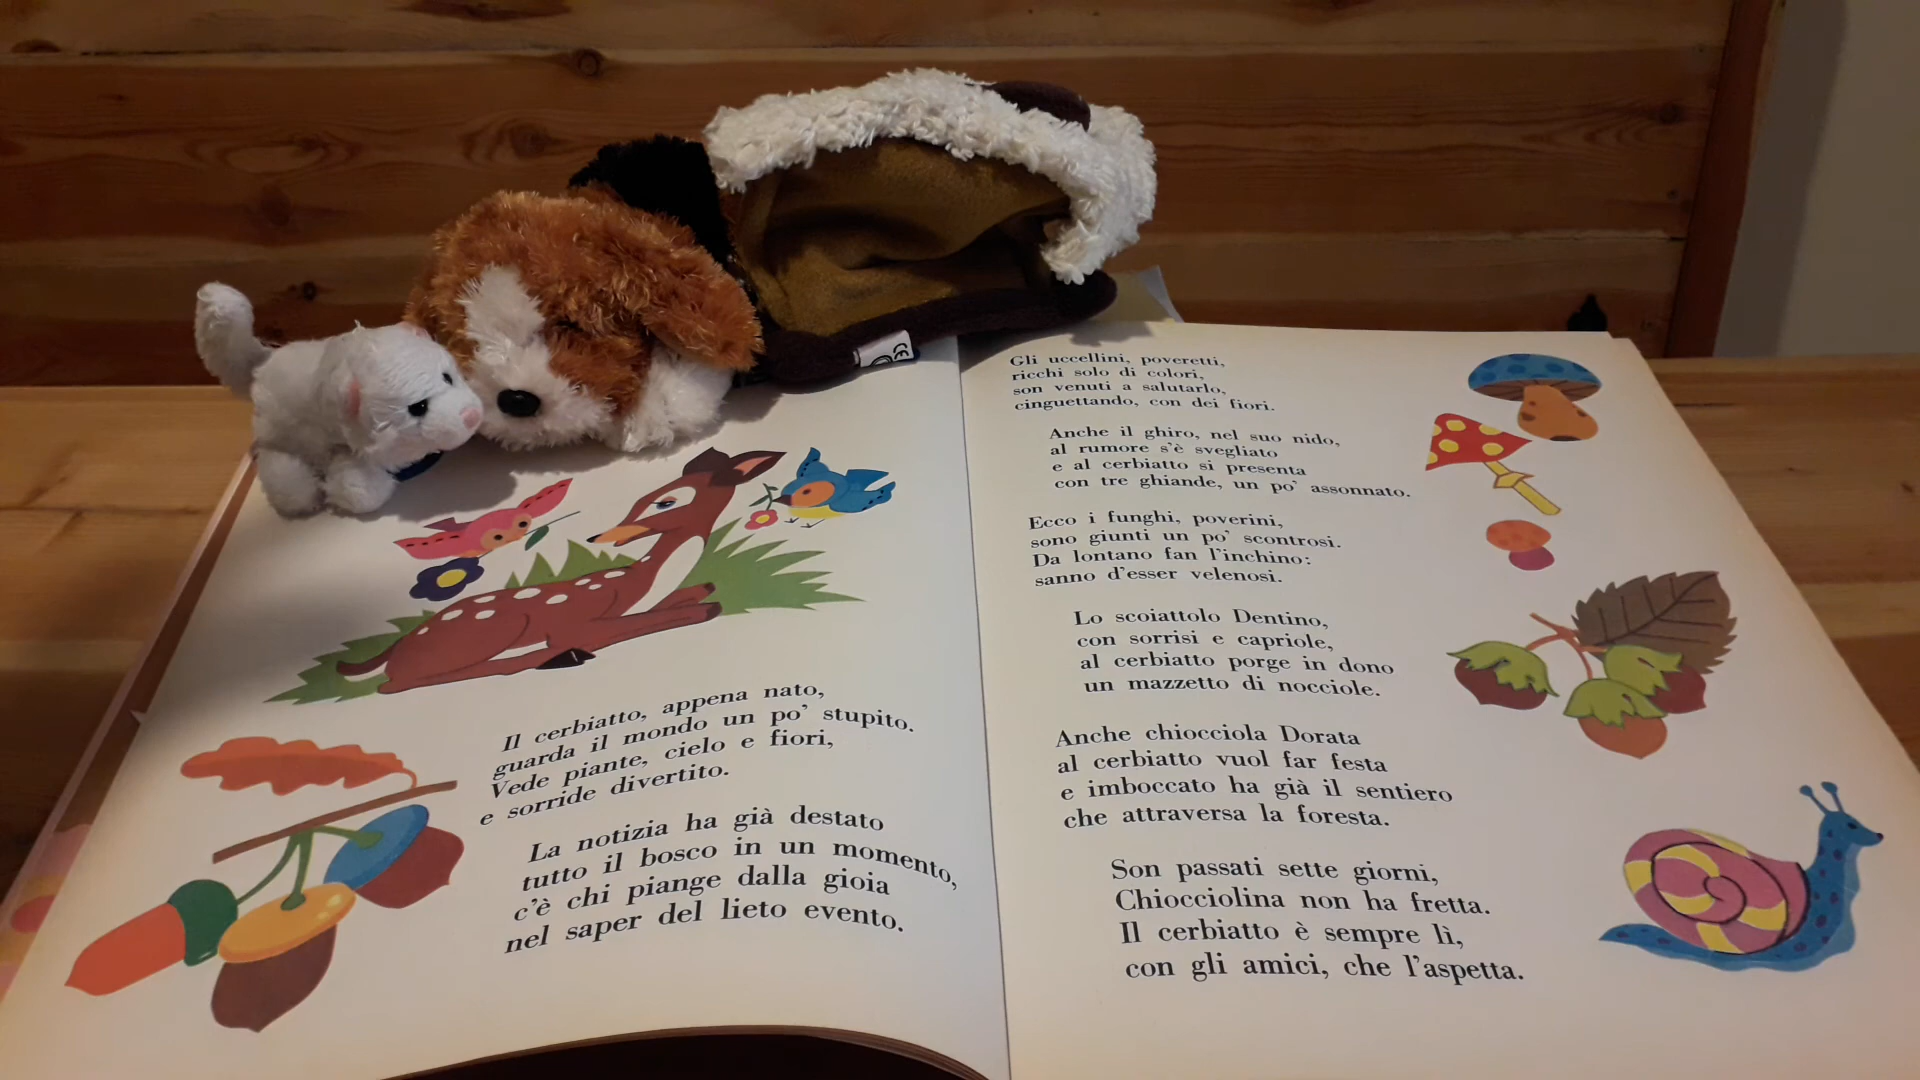 Il cerbiatto, appena nato,
guarda il mondo un po' stupito.
Vede piante, cielo e fiori,
e sorride divertito.
La notizia ha già destato
tutto il bosco in un momento,
c'è chi piange dalla gioia
nel saper del lieto evento.
Gli uccellini, poveretti,
ricchi solo di colori,
son venuti a salutarlo,
cinguettando, con dei fiori.
Anche il ghiro, nel suo nido,
al rumore s'è svegliato
e al cerbiatto si presenta
con tre ghiande, un po' assonnato.
Ecco i funghi, poverini,
sono giunti un po' scontrosi.
Da lontano fan l'inchino:
sanno d'esser velenosi.
Lo scoiattolo Dentino,
con sorrisi e capriole,
al cerbiatto porge in dono
un mazzetto di nocciole.
Anche chiocciola Dorata
al cerbiatto vuol far festa
e imboccato ha già il sentiero
che attraversa la foresta.
Son passati sette giorni,
Chiocciolina non ha fretta.
Il cerbiatto è sempre lì,
con gli amici, che l'aspetta.
CE